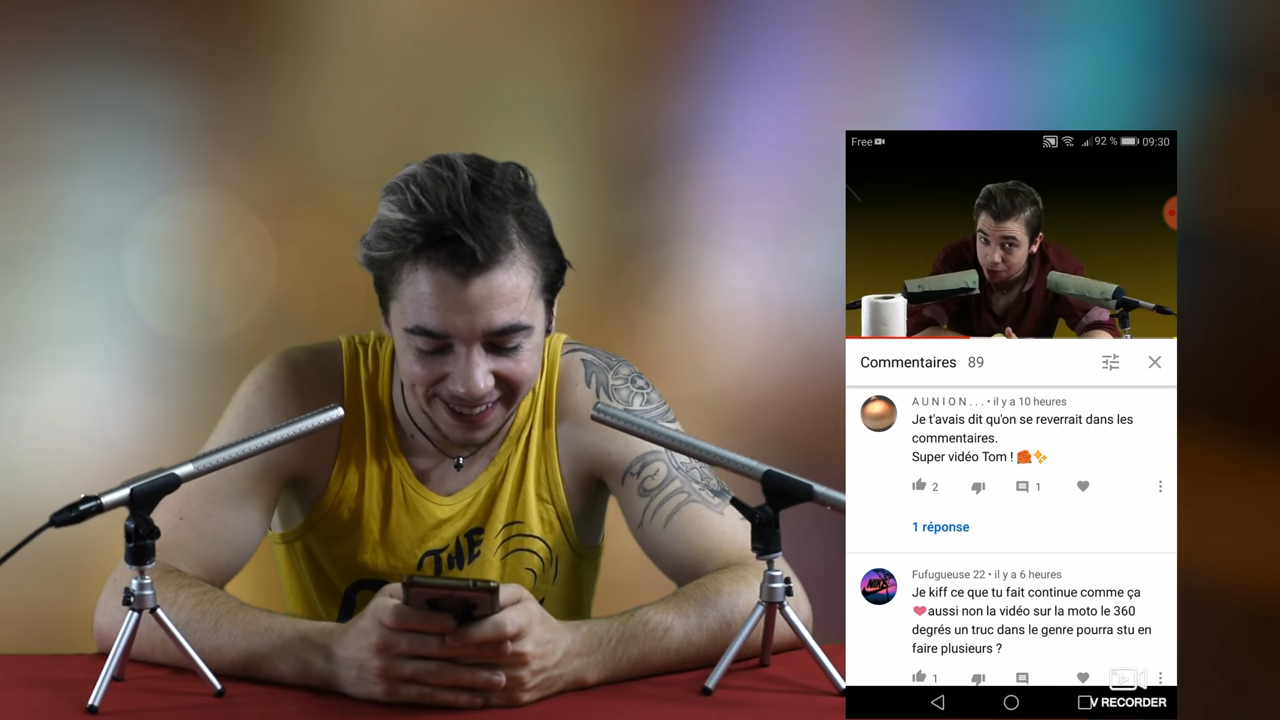 Free
92 %
09:30
Commentaires 89
A U N I O N . . . • il y a 10 heures
Je t'avais dit qu'on se reverrait dans les
commentaires.
Super vidéo Tom !
2
1
1 réponse
NIKE
Fufugueuse 22 • il y a 6 heures
Je kiff ce que tu fait continue comme ça
aussi non la vidéo sur la moto le 360
degrés un truc dans le genre pourra stu en
faire plusieurs ?
1
V RECORDER
THE